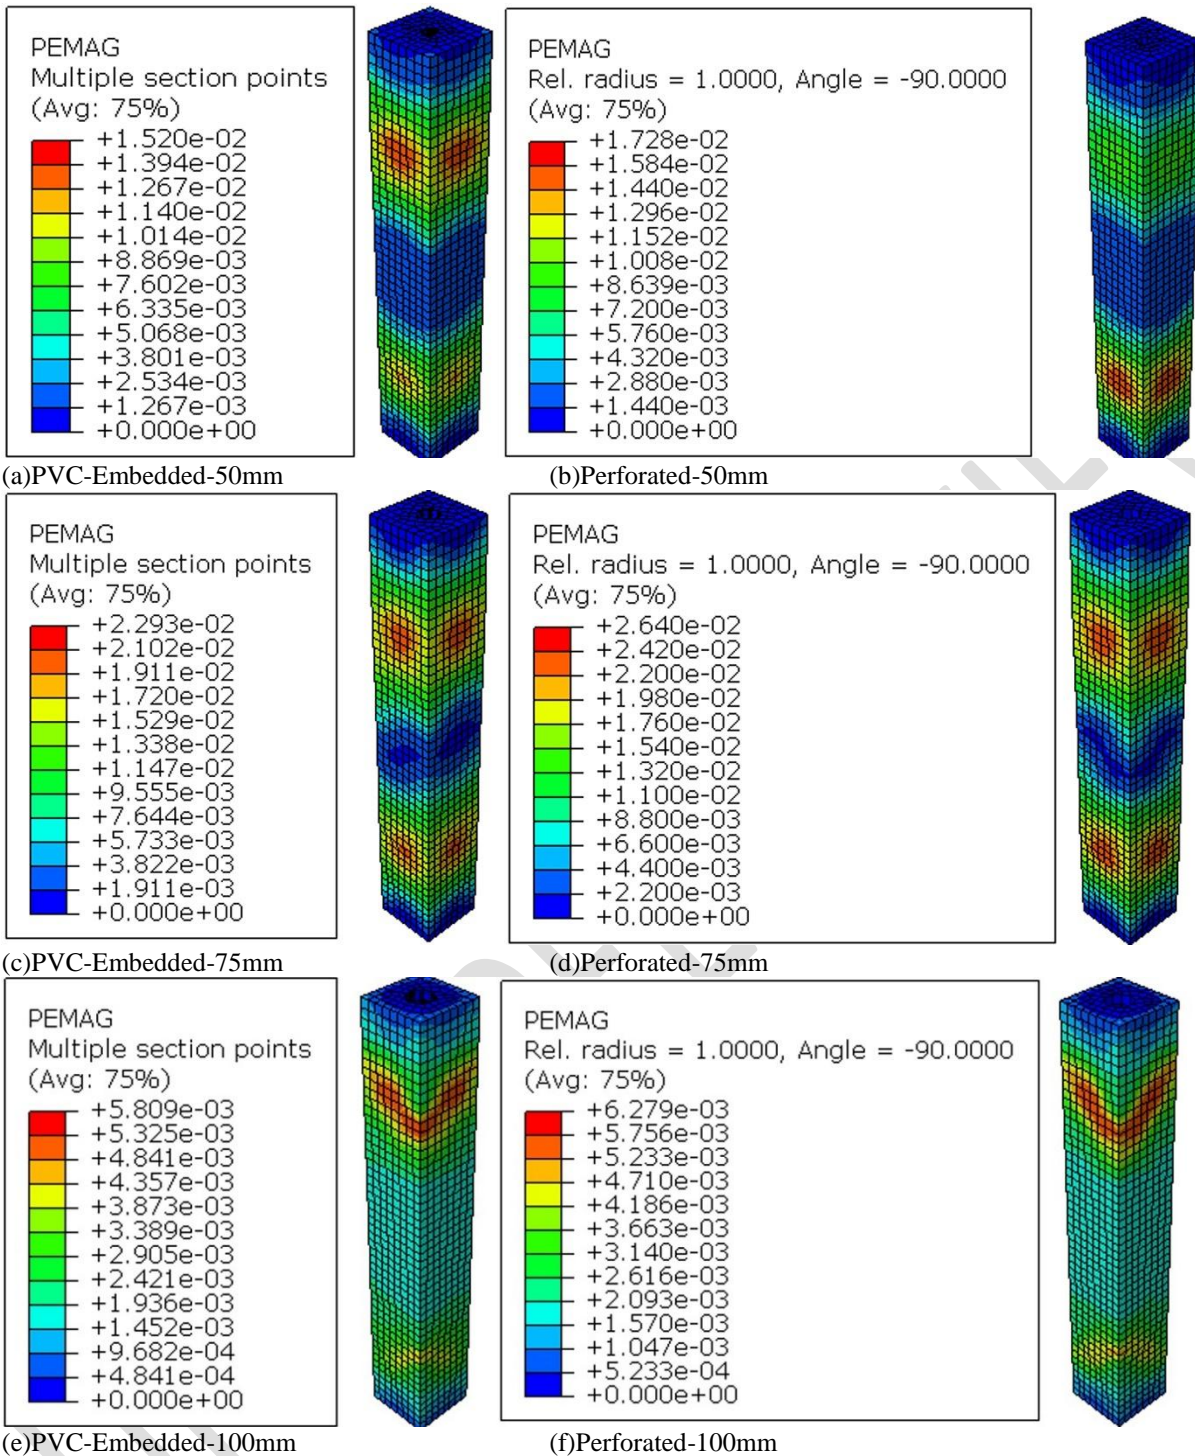 PEMAG
Multiple section points
(Avg: 75%)
+1.520e-02
+1.394e-02
+1.267e-02
+1.140e-02
+1.014e-02
+8.869e-03
+7.602e-03
+6.335e-03
+5.068e-03
+3.801e-03
+2.534e-03
+1.267e-03
+0.000e+00
PEMAG
Rel. radius = 1.0000, Angle = -90.0000
(Avg: 75%)
+1.728e-02
+1.584e-02
+1.440e-02
+1.296e-02
+1.152e-02
+1.008e-02
+8.639e-03
+7.200e-03
+5.760e-03
+4.320e-03
+2.880e-03
+1.440e-03
+0.000e+00
(a)PVC-Embedded-50mm
(b)Perforated-50mm
PEMAG
Multiple section points
(Avg: 75%)
+2.293e-02
+2.102e-02
+1.911e-02
+1.720e-02
+1.529e-02
+1.338e-02
+1.147e-02
+9.555e-03
+7.644e-03
+5.733e-03
+3.822e-03
+1.911e-03
+0.000e+00
PEMAG
Rel. radius = 1.0000, Angle = -90.0000
(Avg: 75%)
+2.640e-02
+2.420e-02
+2.200e-02
+1.980e-02
+1.760e-02
+1.540e-02
+1.320e-02
+1.100e-02
+8.800e-03
+6.600e-03
+4.400e-03
+2.200e-03
+0.000e+00
(c)PVC-Embedded-75mm
(d)Perforated-75mm
PEMAG
Multiple section points
(Avg: 75%)
+5.809e-03
+5.325e-03
+4.841e-03
+4.357e-03
+3.873e-03
+3.389e-03
+2.905e-03
+2.421e-03
+1.936e-03
+1.452e-03
+9.682e-04
+4.841e-04
+0.000e+00
PEMAG
Rel. radius = 1.0000, Angle = -90.0000
(Avg: 75%)
+6.279e-03
+5.756e-03
+5.233e-03
+4.710e-03
+4.186e-03
+3.663e-03
+3.140e-03
+2.616e-03
+2.093e-03
+1.570e-03
+1.047e-03
+5.233e-04
+0.000e+00
(e)PVC-Embedded-100mm
(f)Perforated-100mm